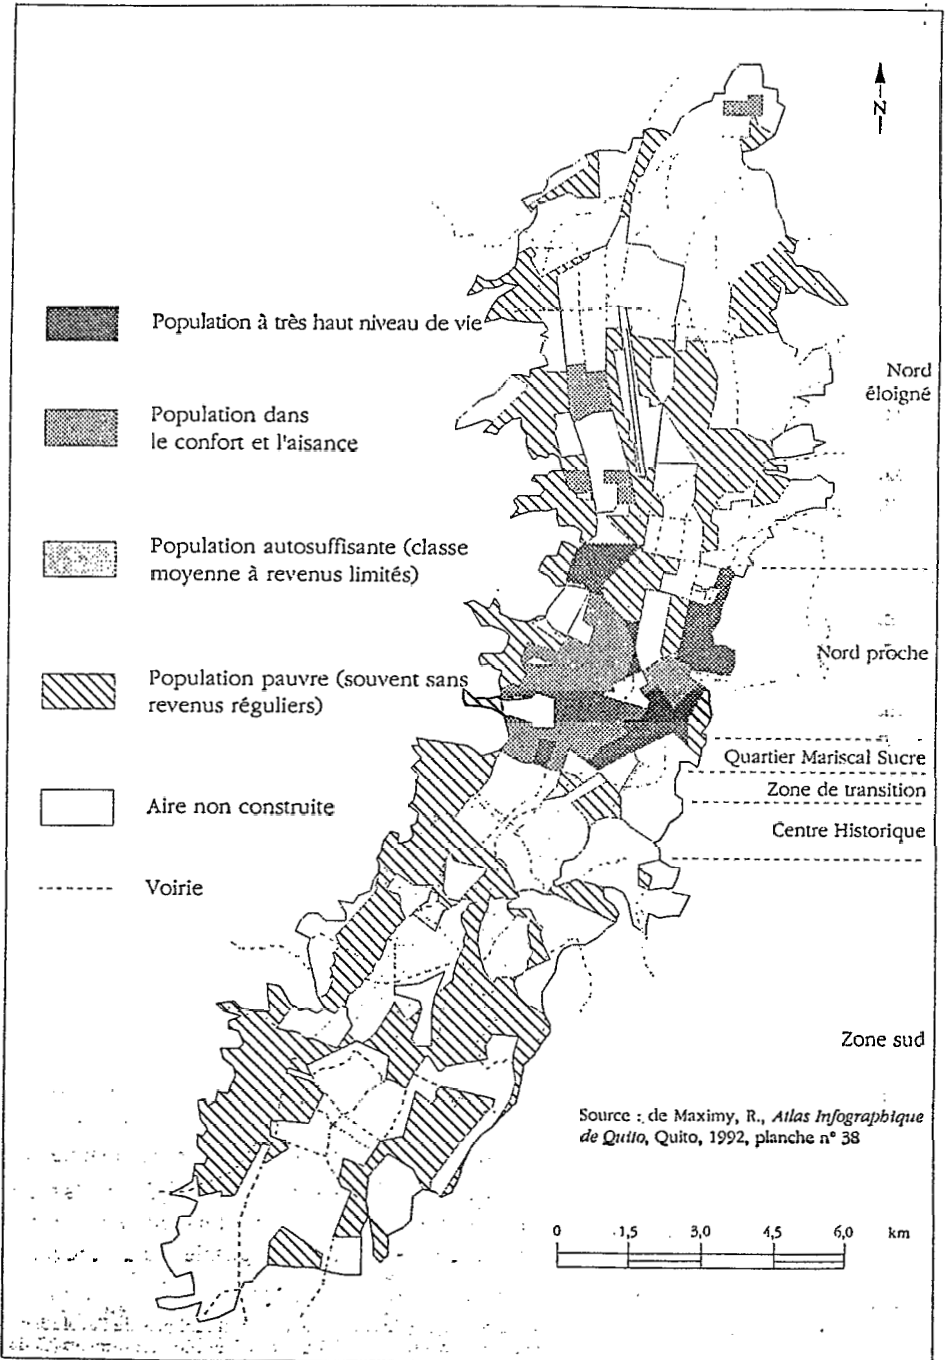 N
Population à très haut niveau de vie
Population dans
le confort et l'aisance
Population autosuffisante (classe
moyenne à revenus limités)
Population pauvre (souvent sans
revenus réguliers)
Aire non construite
Voirie
Nord
éloigné
Nord proche
Quartier Mariscal Sucre
Zone de transition
Centre Historique
Zone sud
Source : de Maximy, R., Atlas Infographique
de Quito, Quito, 1992, planche n° 38
0 1,5 3,0 4,5 6,0 km